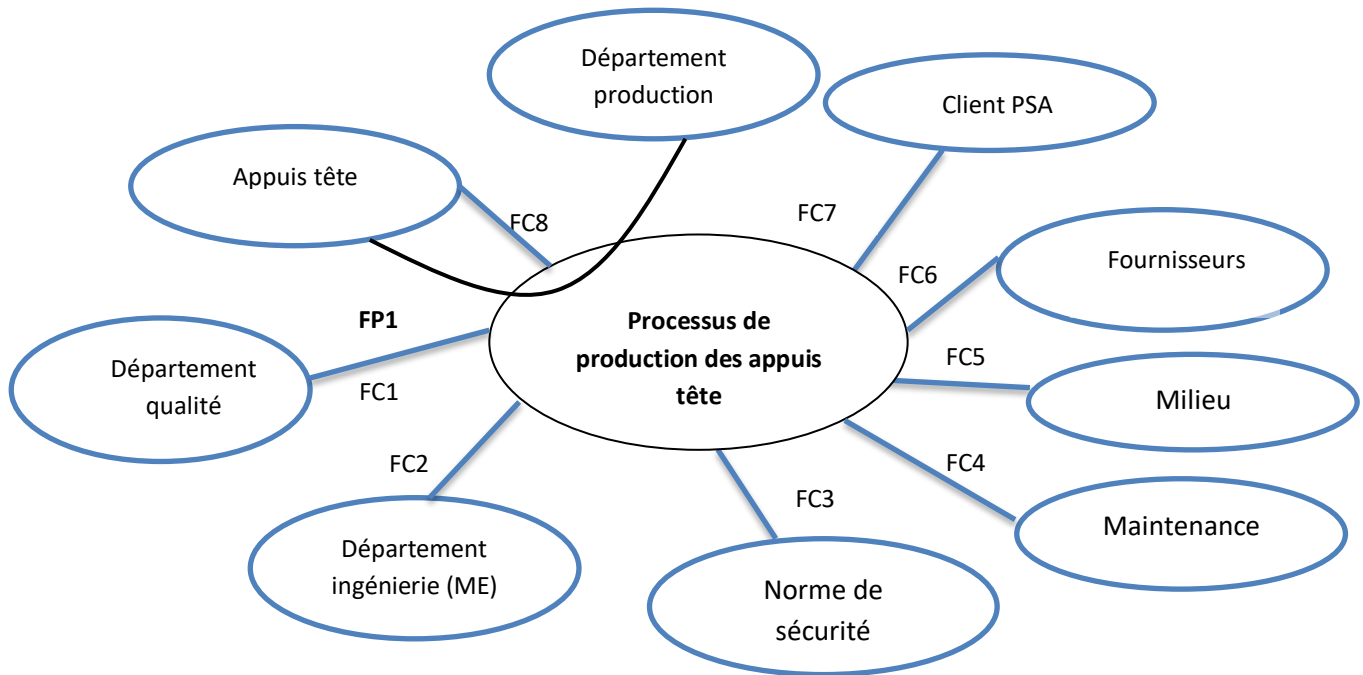 Département
production
Client PSA
Appuis tête
FC8
FC7
Fournisseurs
FC6
FP1
Processus de
production des appuis
tête
FC5
Département
qualité
FC1
Milieu
FC2
FC4
FC3
Maintenance
Département
ingénierie (ME)
Norme de
sécurité